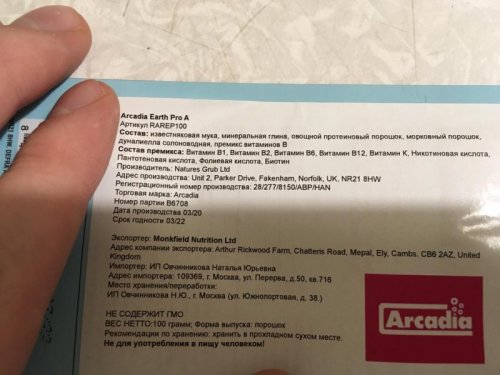 Arcadia Earth Pro A
Артикул RAREP100
Состав: известняковая мука, минеральная глина, овощной протеиновый порошок, морковный порошок,
дуналиелла солоноводная, премикс витаминов В
Состав премикса: Витамин В1, Витамин В2, Витамин В6, Витамин В12, Витамин К, Никотиновая кислота,
Пантотеновая кислота, Фолиевая кислота, Биотин
Производитель: Natures Grub Ltd
Адрес производства: Unit 2, Parker Drive, Fakenham, Norfolk, UK, NR21 8HW
Регистрационный номер производства: 28/277/8150/ABP/HAN
Торговая марка: Arcadia
Номер партии B6708
Дата производства 03/20
Срок годности 03/22
Экспортер: Monkfield Nutrition Ltd
Адрес компании экспортера: Arthur Rickwood Farm, Chatteris Road, Mepal, Ely, Cambs. CB6 2AZ, United
Kingdom
Импортер: ИП Овчинникова Наталья Юрьевна
Адрес импортера: 109369, г. Москва, ул. Перерва, д.50, кв.716
Место хранения/переработки:
ИП Овчинникова Н.Ю., г. Москва (ул. Южнопортовая, д. 38.)
НЕ СОДЕРЖИТ ГМО
ВЕС НЕТТО:100 грамм Форма выпуска: порошок
Рекомендации по хранению: хранить в прохладном сухом месте.
Не для употребления в пищу человеком!
Arcadia